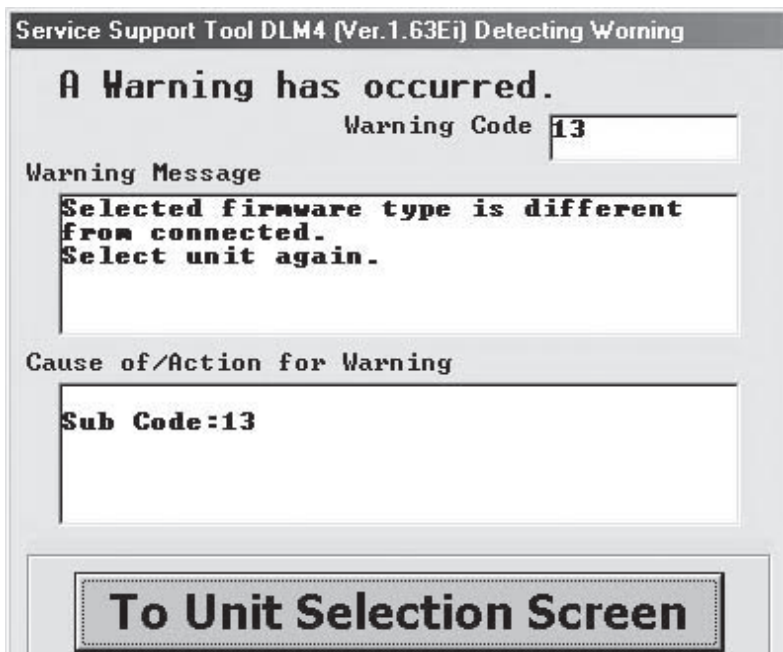 Service Support Tool DLM4 (Ver.1.63Ei) Detecting Worning
A Warning has occurred.
Warning Code 13
Warning Message
Selected firmware type is different
from connected.
Select unit again.
Cause of/Action for Warning
Sub Code:13
To Unit Selection Screen